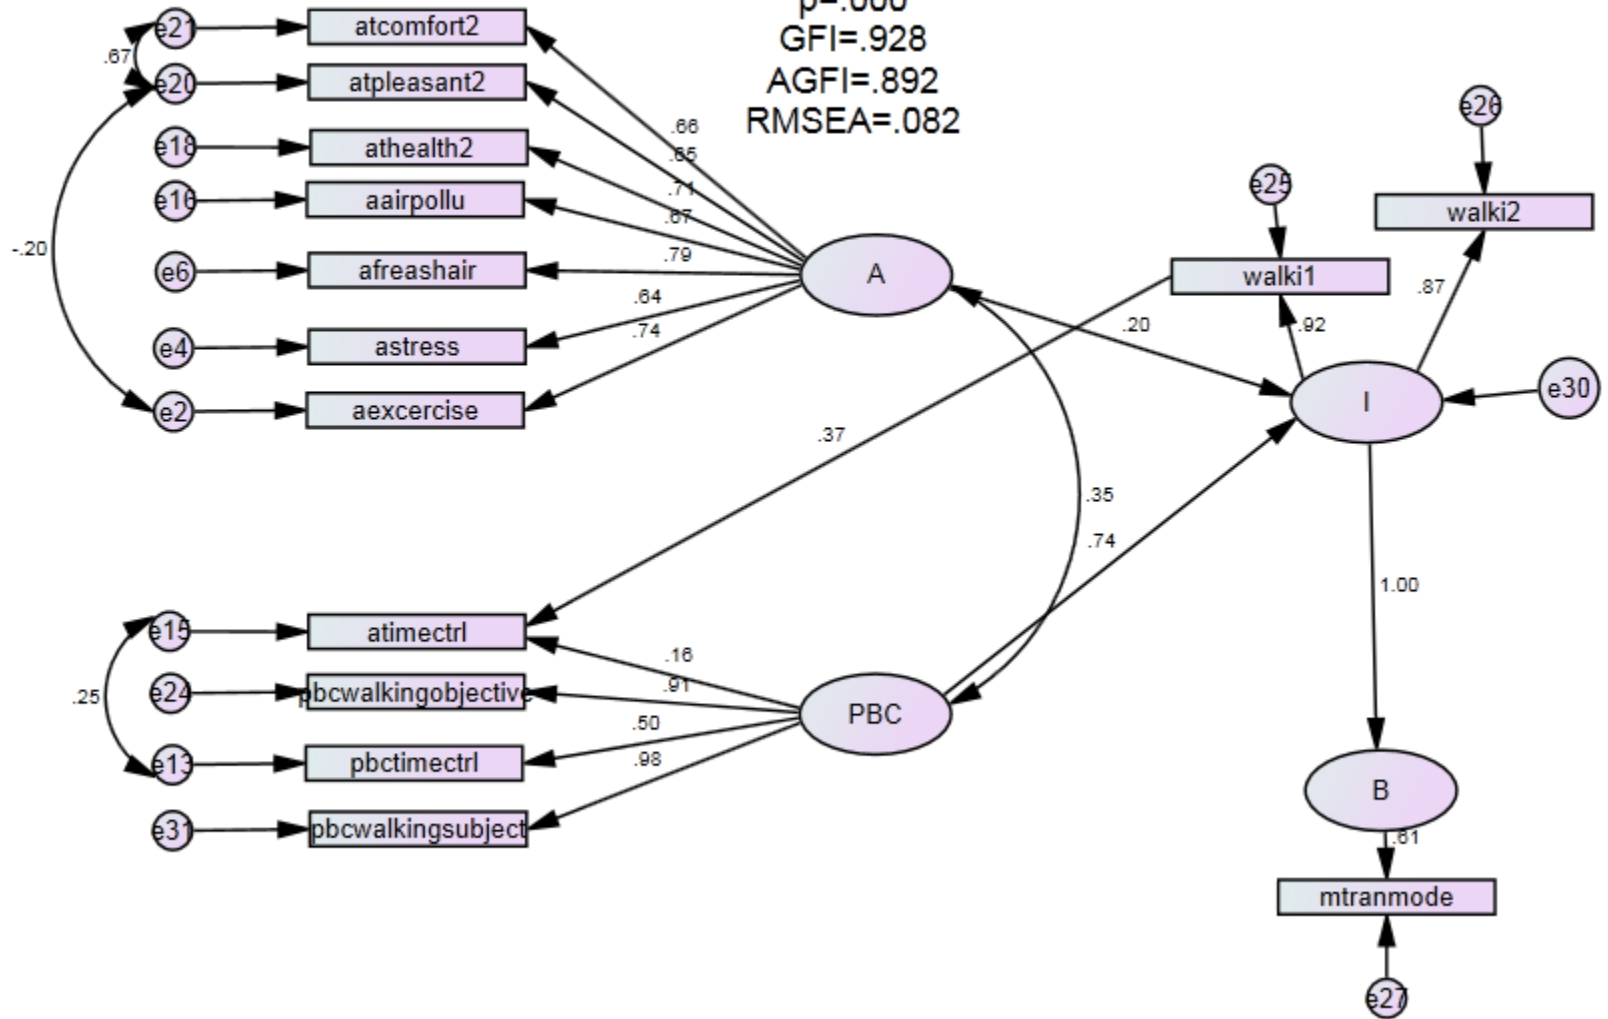 p=.000
GFI=.928
AGFI=.892
RMSEA=.082
e21
atcomfort2
.67
e20
atpleasant2
e18
athealth2
e16
aairpollu
e6
afreashair
e4
astress
e2
aexcercise
-.20
.66
.65
.71
.67
.79
.64
.74
A
e26
walki2
e25
walki1
.87
.92
.20
I
e30
.37
.35
.74
1.00
e15
atimectrl
.25
e24
pbcwalkingobjective
e13
pbctimectrl
e31
pbcwalkingsubject
.16
.91
.50
.98
PBC
B
.61
mtranmode
e27